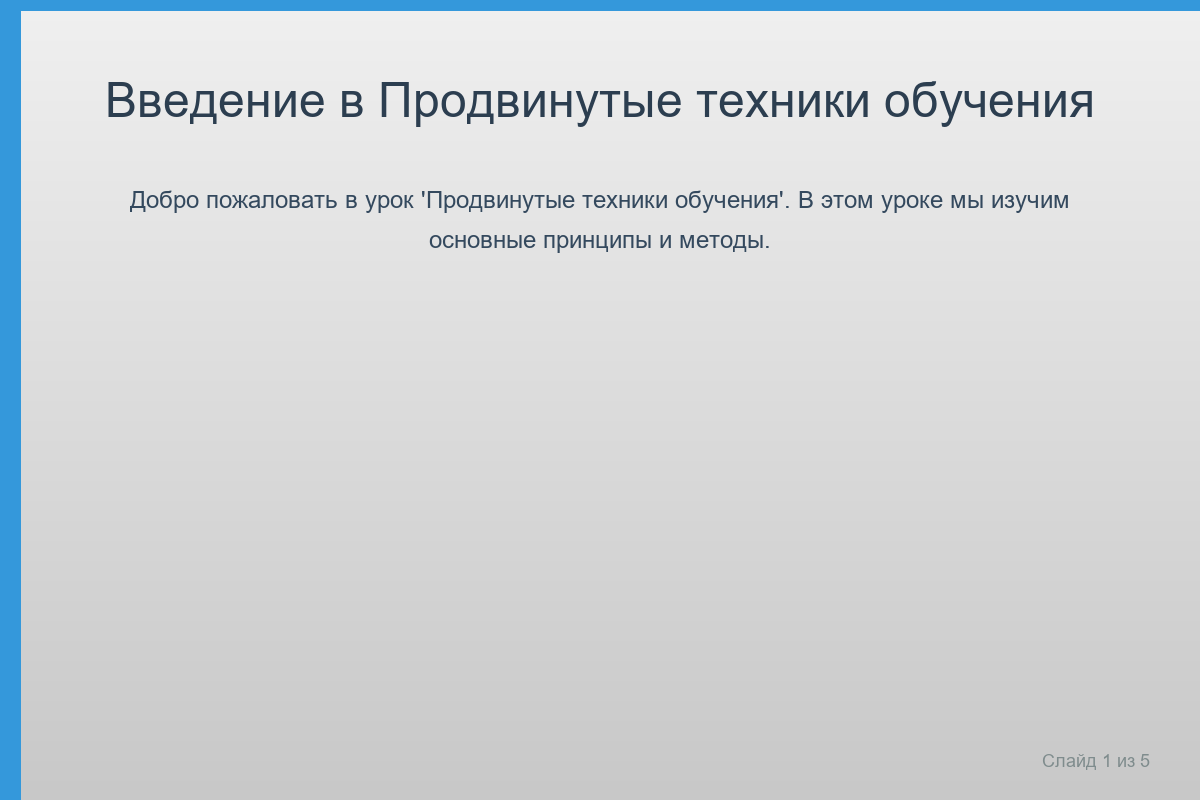 Введение в Продвинутые техники обучения
Добро пожаловать в урок 'Продвинутые техники обучения'. В этом уроке мы изучим
основные принципы и методы.
Слайд 1 из 5